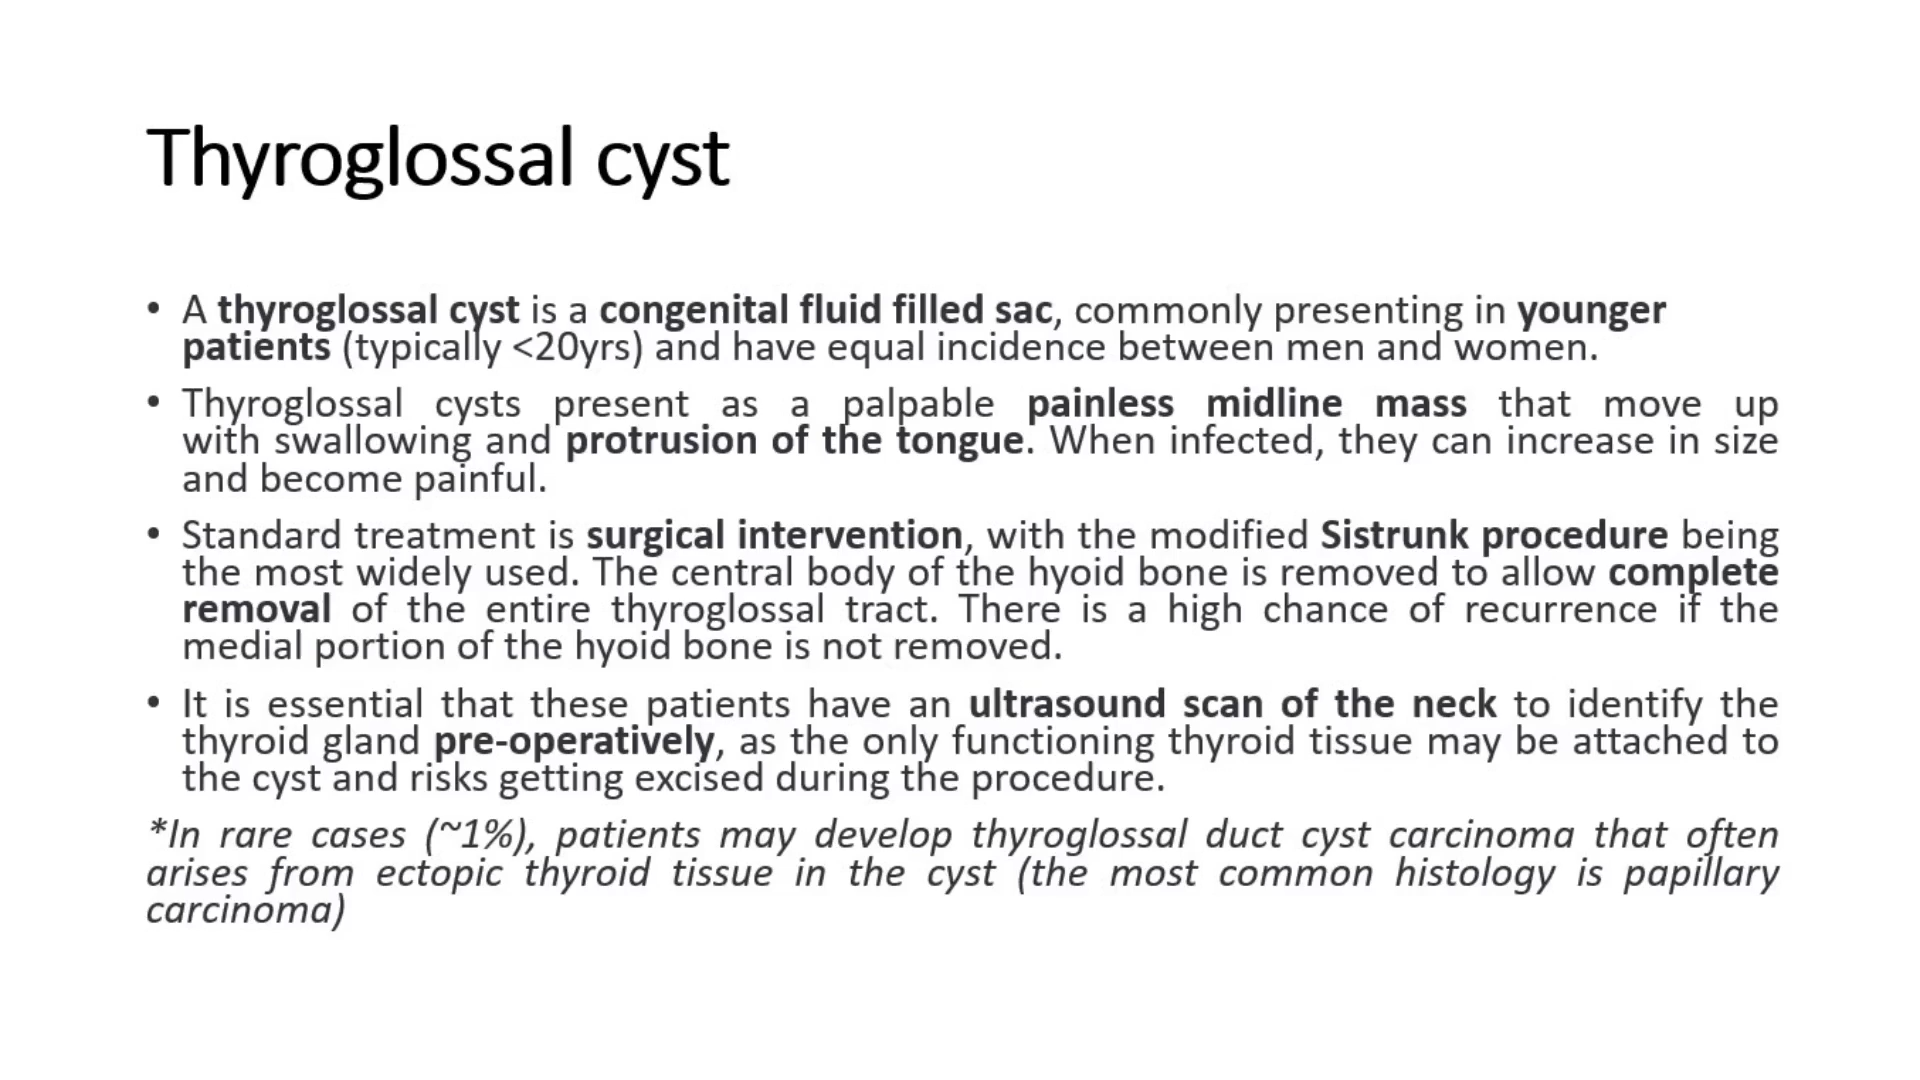 Thyroglossal cyst
• A thyroglossal cyst is a congenital fluid filled sac, commonly presenting in younger
patients (typically <20yrs) and have equal incidence between men and women.
• Thyroglossal cysts present as a palpable painless midline mass that move up
with swallowing and protrusion of the tongue. When infected, they can increase in size
and become painful.
• Standard treatment is surgical intervention, with the modified Sistrunk procedure being
the most widely used. The central body of the hyoid bone is removed to allow complete
removal of the entire thyroglossal tract. There is a high chance of recurrence if the
medial portion of the hyoid bone is not removed.
• It is essential that these patients have an ultrasound scan of the neck to identify the
thyroid gland pre-operatively, as the only functioning thyroid tissue may be attached to
the cyst and risks getting excised during the procedure.
*In rare cases (~1%), patients may develop thyroglossal duct cyst carcinoma that often
arises from ectopic thyroid tissue in the cyst (the most common histology is papillary
carcinoma)